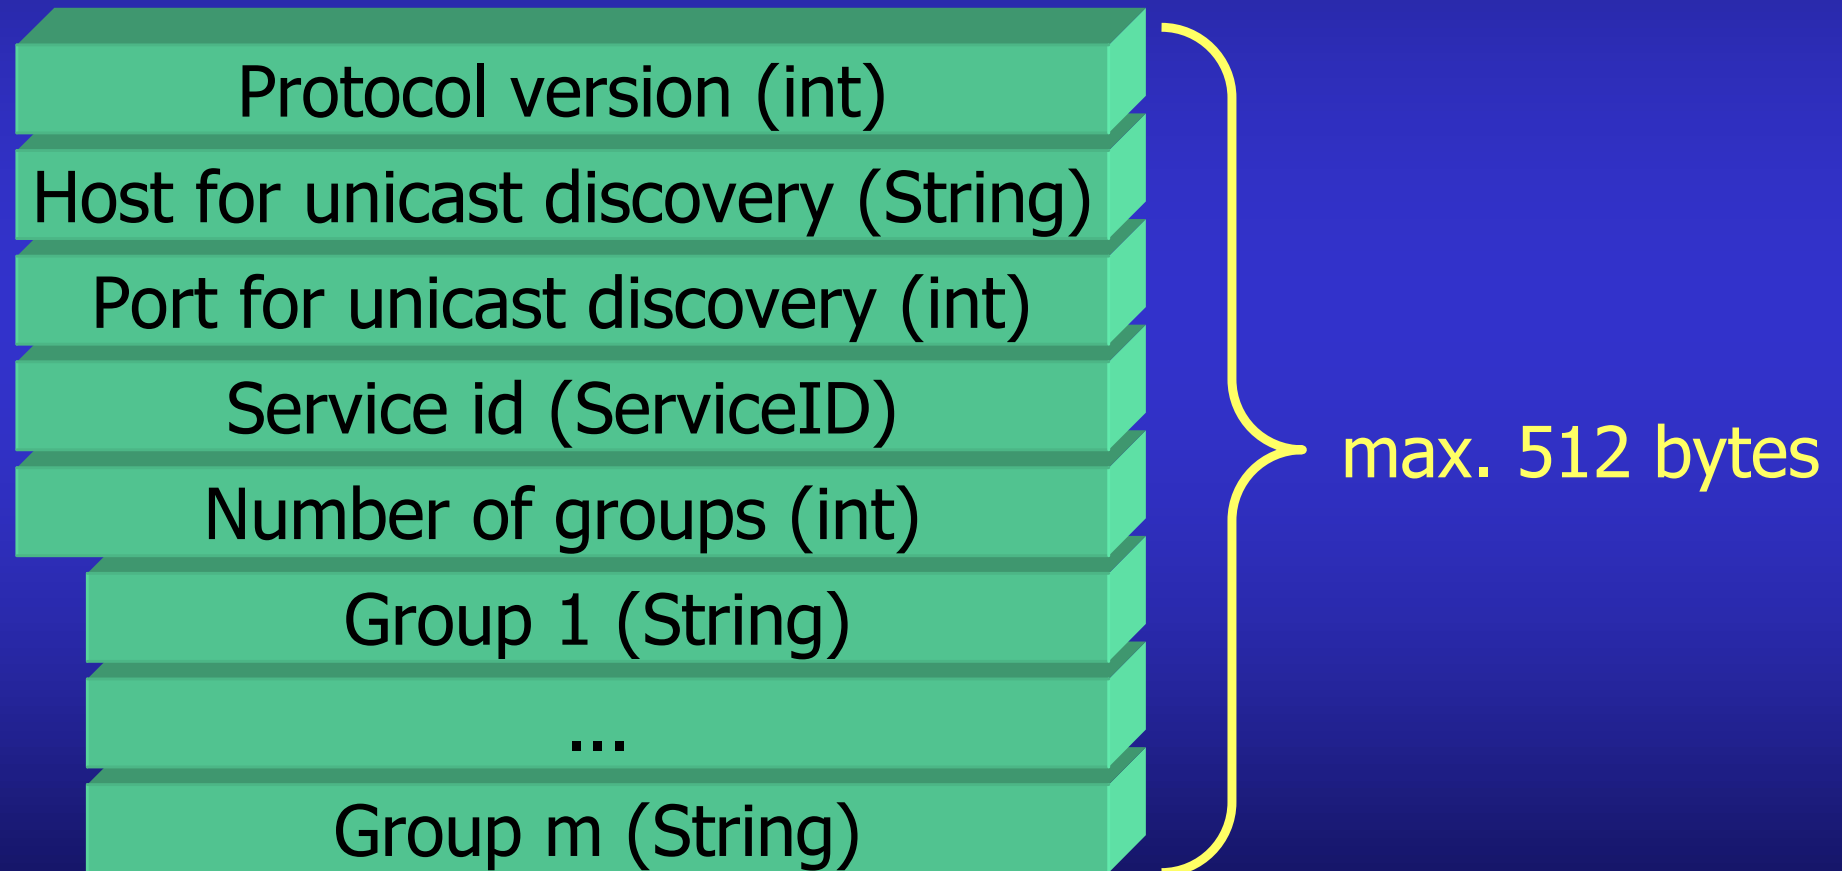 Protocol version (int)
Host for unicast discovery (String)
Port for unicast discovery (int)
Service id (ServiceID)
Number of groups (int)
Group 1 (String)
...
Group m (String)
max. 512 bytes